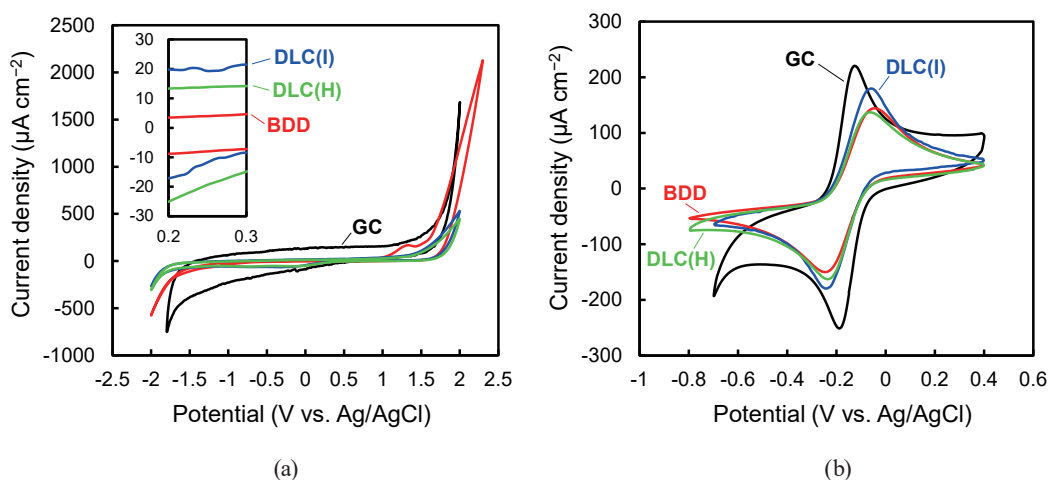 2500
2000
1500
1000
500
0
-500
-1000
Current density (µA cm⁻²)
-2.5 -2 -1.5 -1 -0.5 0 0.5 1 1.5 2 2.5
Potential (V vs. Ag/AgCl)
30
20
10
0
-10
-20
-30
0.2 0.3
DLC(I)
DLC(H)
BDD
GC
(a)
300
200
100
0
-100
-200
-300
Current density (µA cm⁻²)
-1 -0.8 -0.6 -0.4 -0.2 0 0.2 0.4 0.6
Potential (V vs. Ag/AgCl)
GC
DLC(I)
BDD
DLC(H)
(b)